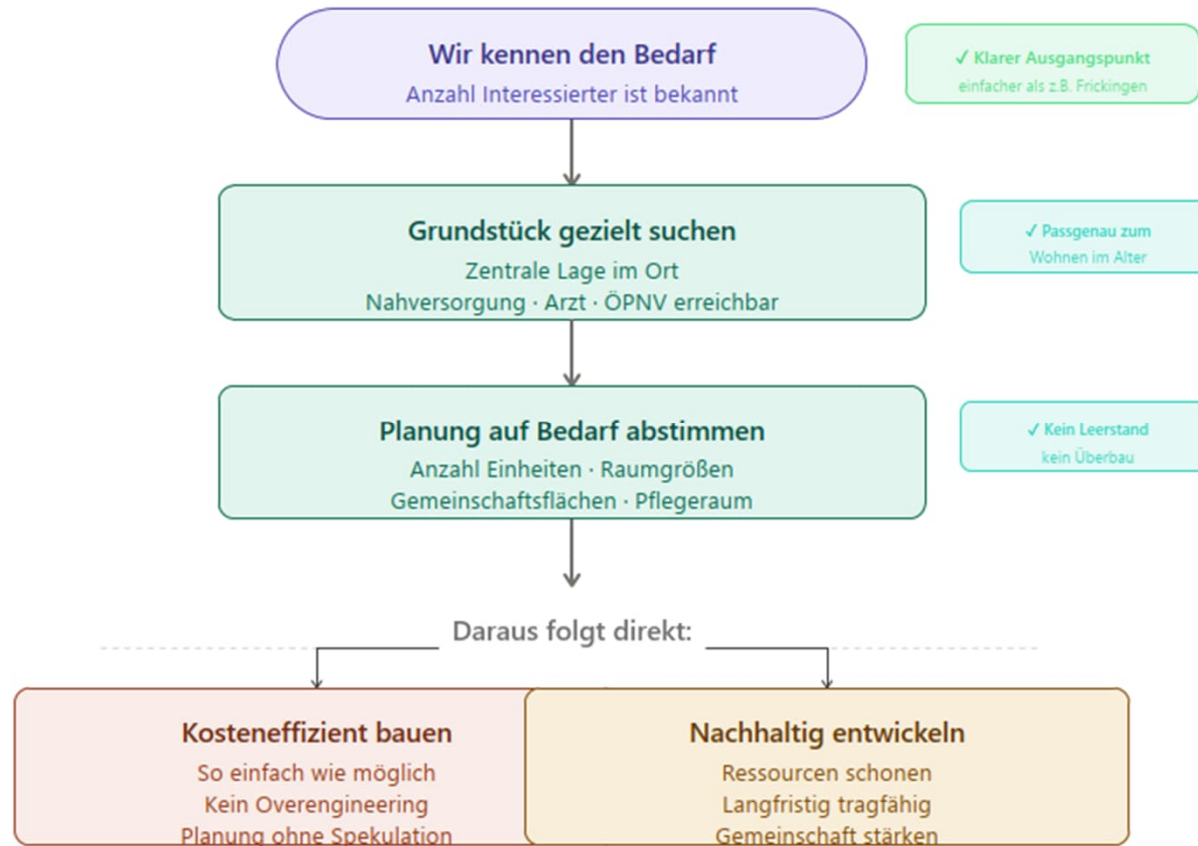 Wir kennen den Bedarf
Anzahl Interessierter ist bekannt
✓ Klarer Ausgangspunkt
einfacher als z.B. Frickingen
Grundstück gezielt suchen
Zentrale Lage im Ort
Nahversorgung · Arzt · ÖPNV erreichbar
✓ Passgenau zum
Wohnen im Alter
Planung auf Bedarf abstimmen
Anzahl Einheiten · Raumgrößen
Gemeinschaftsflächen · Pflegeraum
✓ Kein Leerstand
kein Überbau
Daraus folgt direkt:
Kosteneffizient bauen
So einfach wie möglich
Kein Overengineering
Planung ohne Spekulation
Nachhaltig entwickeln
Ressourcen schonen
Langfristig tragfähig
Gemeinschaft stärken